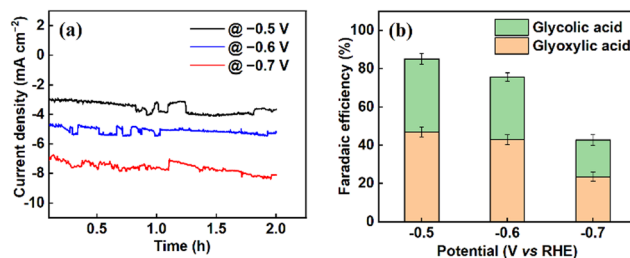 (a)
@ −0.5 V
@ −0.6 V
@ −0.7 V
Current density (mA cm−2)
2
0
-2
-4
-6
-8
-10
0.5
1.0
1.5
2.0
Time (h)
(b)
Glycolic acid
Glyoxylic acid
Faradaic efficiency (%)
100
80
60
40
20
0
-0.5
-0.6
-0.7
Potential (V vs RHE)